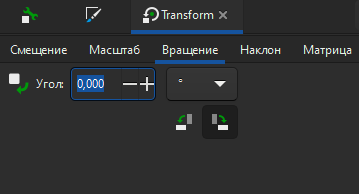 Transform
Смещение Масштаб Вращение Наклон Матрица
Угол: 0,000 °